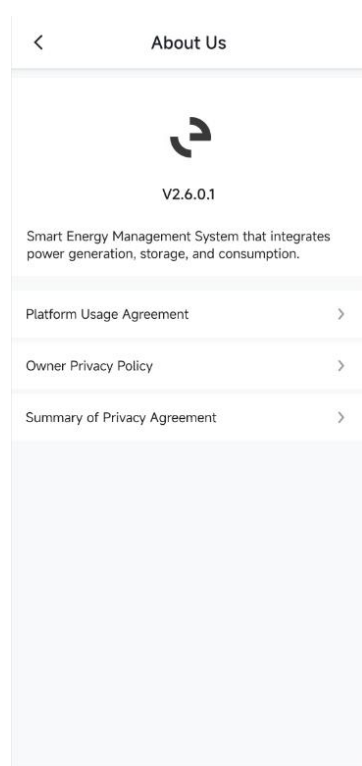 About Us
V2.6.0.1
Smart Energy Management System that integrates
power generation, storage, and consumption.
Platform Usage Agreement
Owner Privacy Policy
Summary of Privacy Agreement